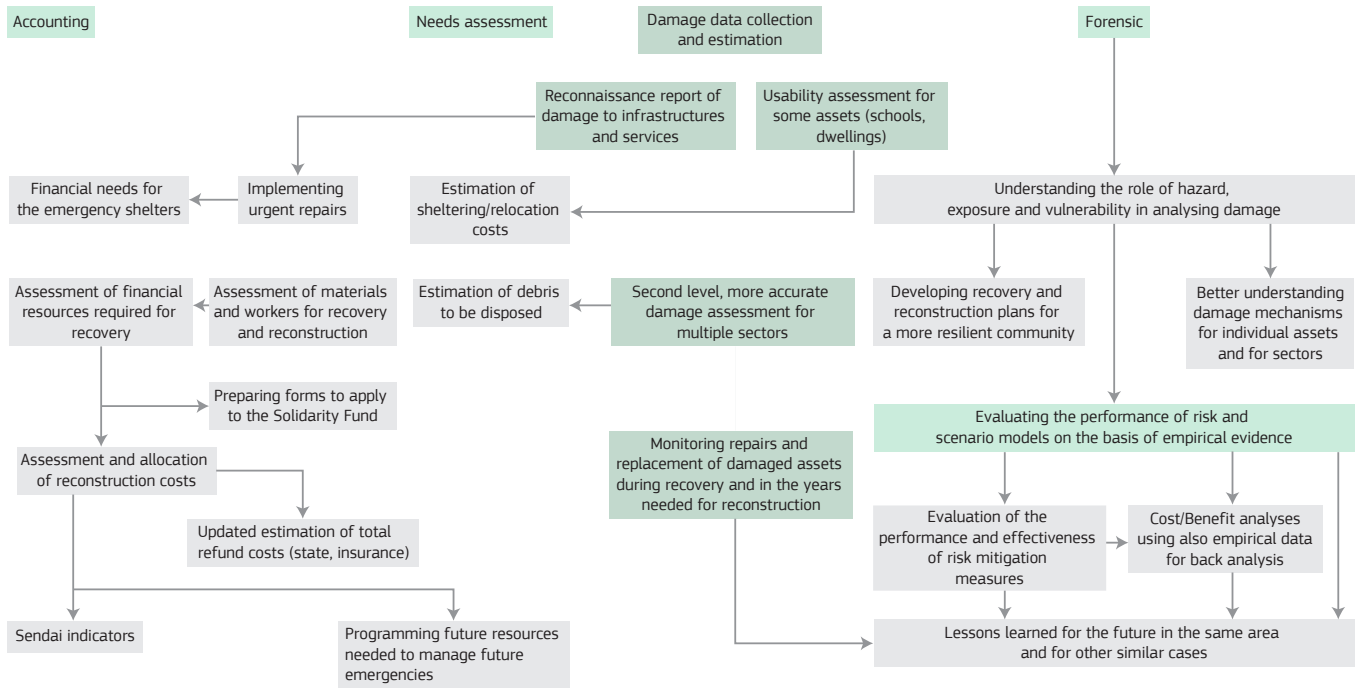 Accounting
Needs assessment
Damage data collection
and estimation
Forensic
Reconnaissance report of
damage to infrastructures
and services
Usability assessment for
some assets (schools,
dwellings)
Financial needs for
the emergency shelters
Implementing
urgent repairs
Estimation of
sheltering/relocation
costs
Understanding the role of hazard,
exposure and vulnerability in analysing damage
Assessment of financial
resources required for
recovery
Assessment of materials
and workers for recovery
and reconstruction
Estimation of debris
to be disposed
Second level, more accurate
damage assessment for
multiple sectors
Developing recovery and
reconstruction plans for
a more resilient community
Better understanding
damage mechanisms
for individual assets
and for sectors
Preparing forms to apply
to the Solidarity Fund
Evaluating the performance of risk and
scenario models on the basis of empirical evidence
Assessment and allocation
of reconstruction costs
Monitoring repairs and
replacement of damaged assets
during recovery and in the years
needed for reconstruction
Updated estimation of total
refund costs (state, insurance)
Evaluation of the
performance and effectiveness
of risk mitigation
measures
Cost/Benefit analyses
using also empirical data
for back analysis
Sendai indicators
Programming future resources
needed to manage future
emergencies
Lessons learned for the future in the same area
and for other similar cases